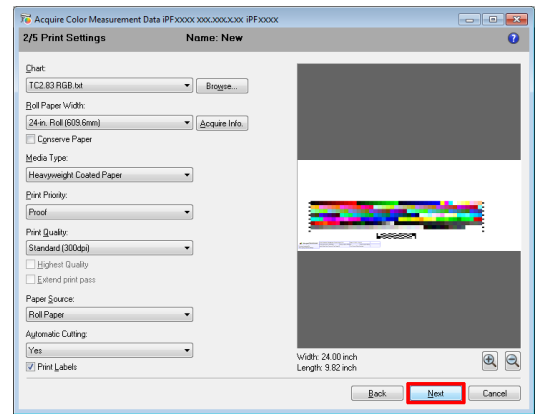 Acquire Color Measurement Data iPFxxxx xxx.xxx.x.xx iPFxxxx
2/5 Print Settings Name: New
Chart:
TC2.83 RGB.txt Browse...
Roll Paper Width:
24-in. Roll (609.6mm) Acquire Info.
Conserve Paper
Media Type:
Heavyweight Coated Paper
Print Priority:
Proof
Print Quality:
Standard (300dpi)
Highest Quality
Extend print pass
Paper Source:
Roll Paper
Automatic Cutting:
Yes
Print Labels
Width: 24.00 inch
Length: 9.82 inch
Back Next Cancel